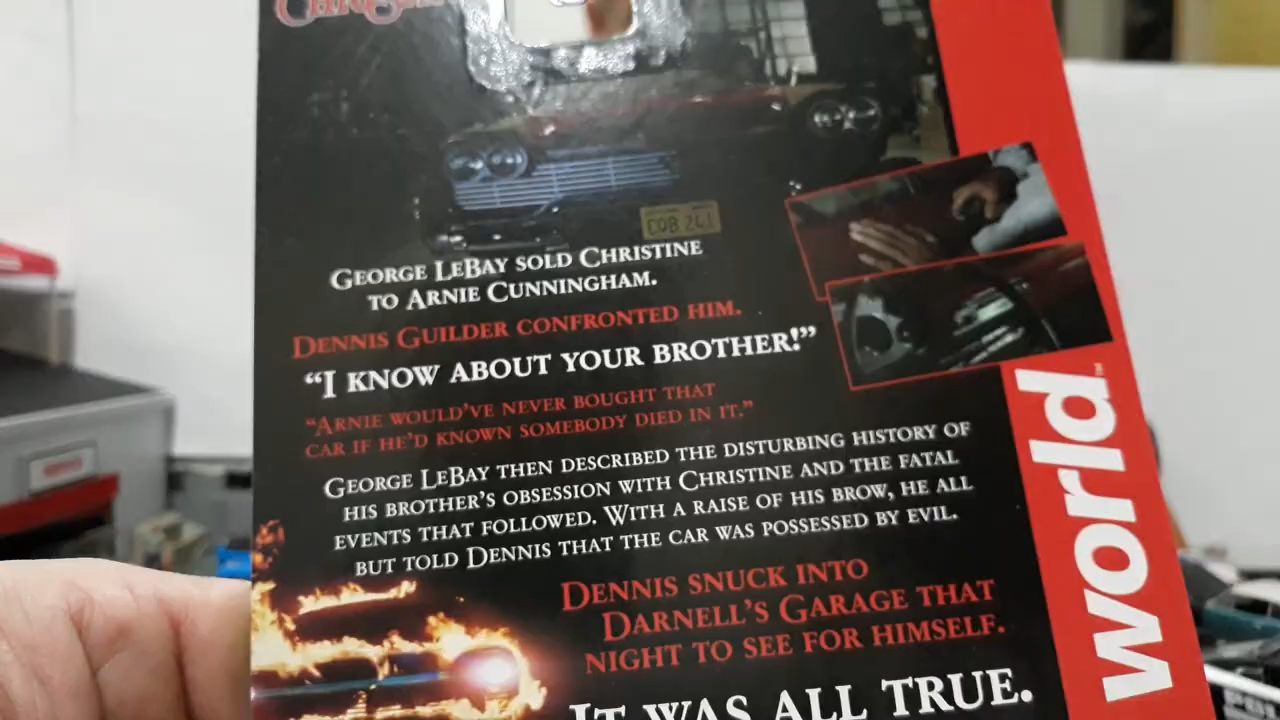 Christine
CQB 241
George LeBay sold Christine
to Arnie Cunningham.
Dennis Guilder confronted him.
“I know about your brother!”
“Arnie would’ve never bought that
car if he’d known somebody died in it.”
George LeBay then described the disturbing history of
his brother’s obsession with Christine and the fatal
events that followed. With a raise of his brow, he all
but told Dennis that the car was possessed by evil.
Dennis snuck into
Darnell’s Garage that
night to see for himself.
It was all true.
world™